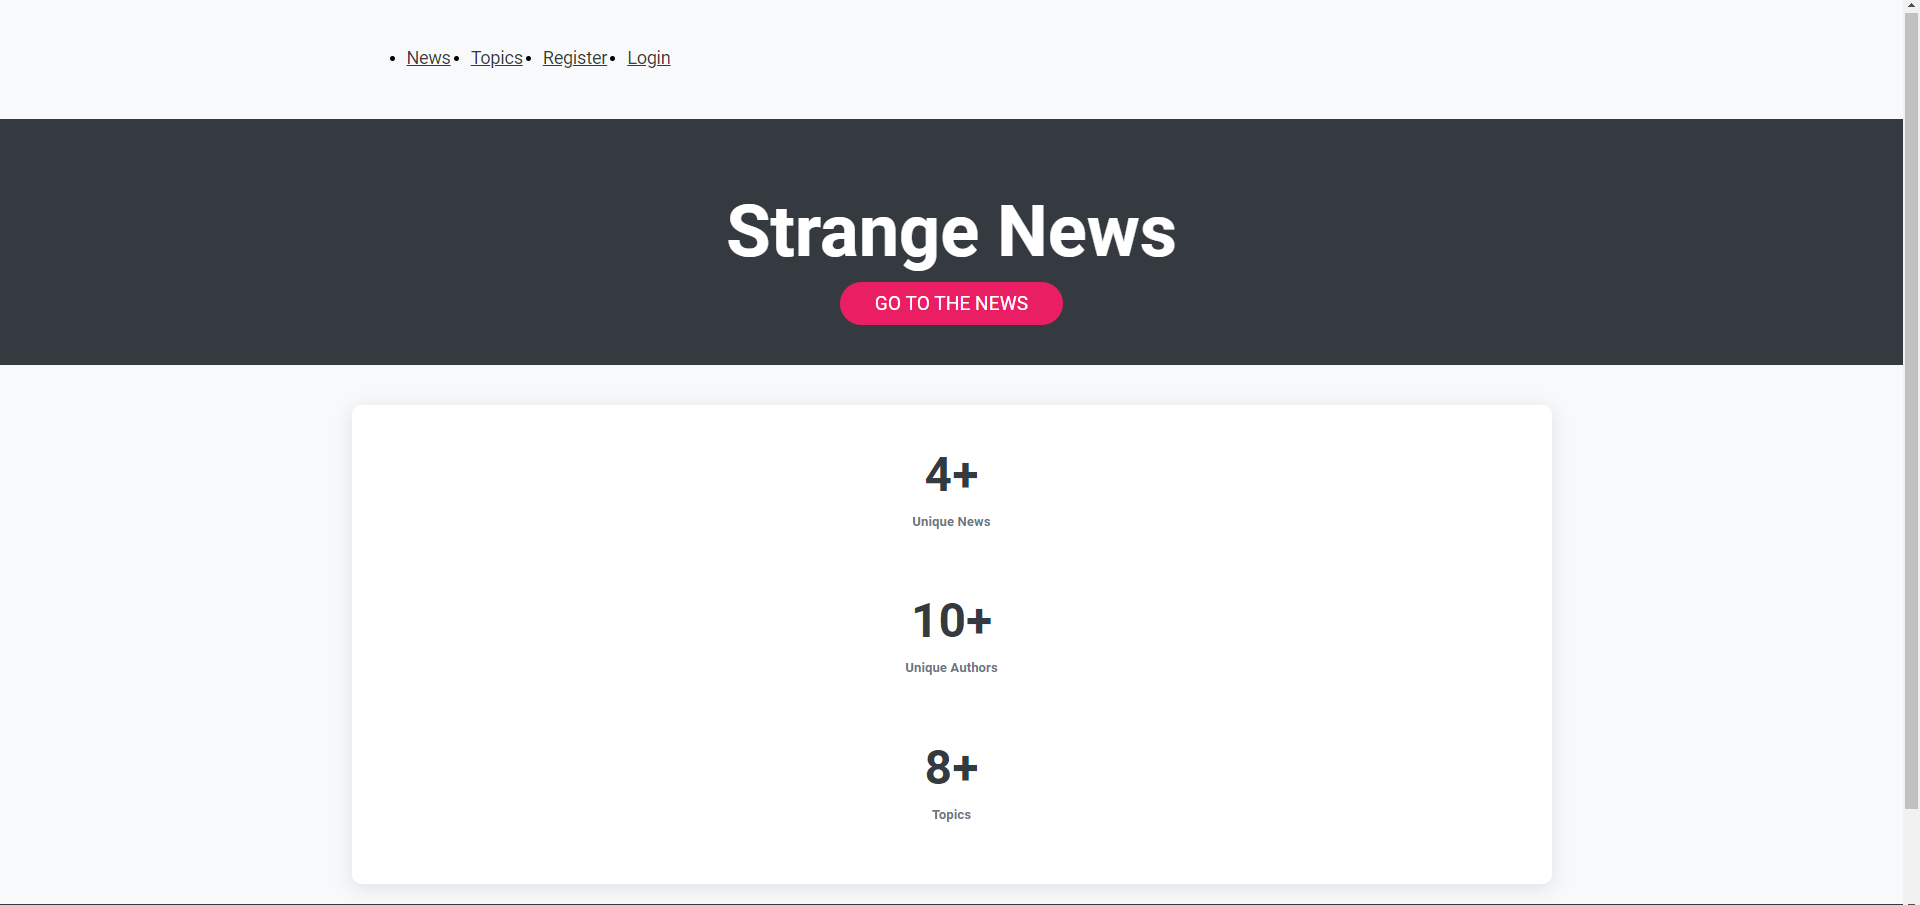 • News • Topics • Register • Login
Strange News
GO TO THE NEWS
4+
Unique News
10+
Unique Authors
8+
Topics